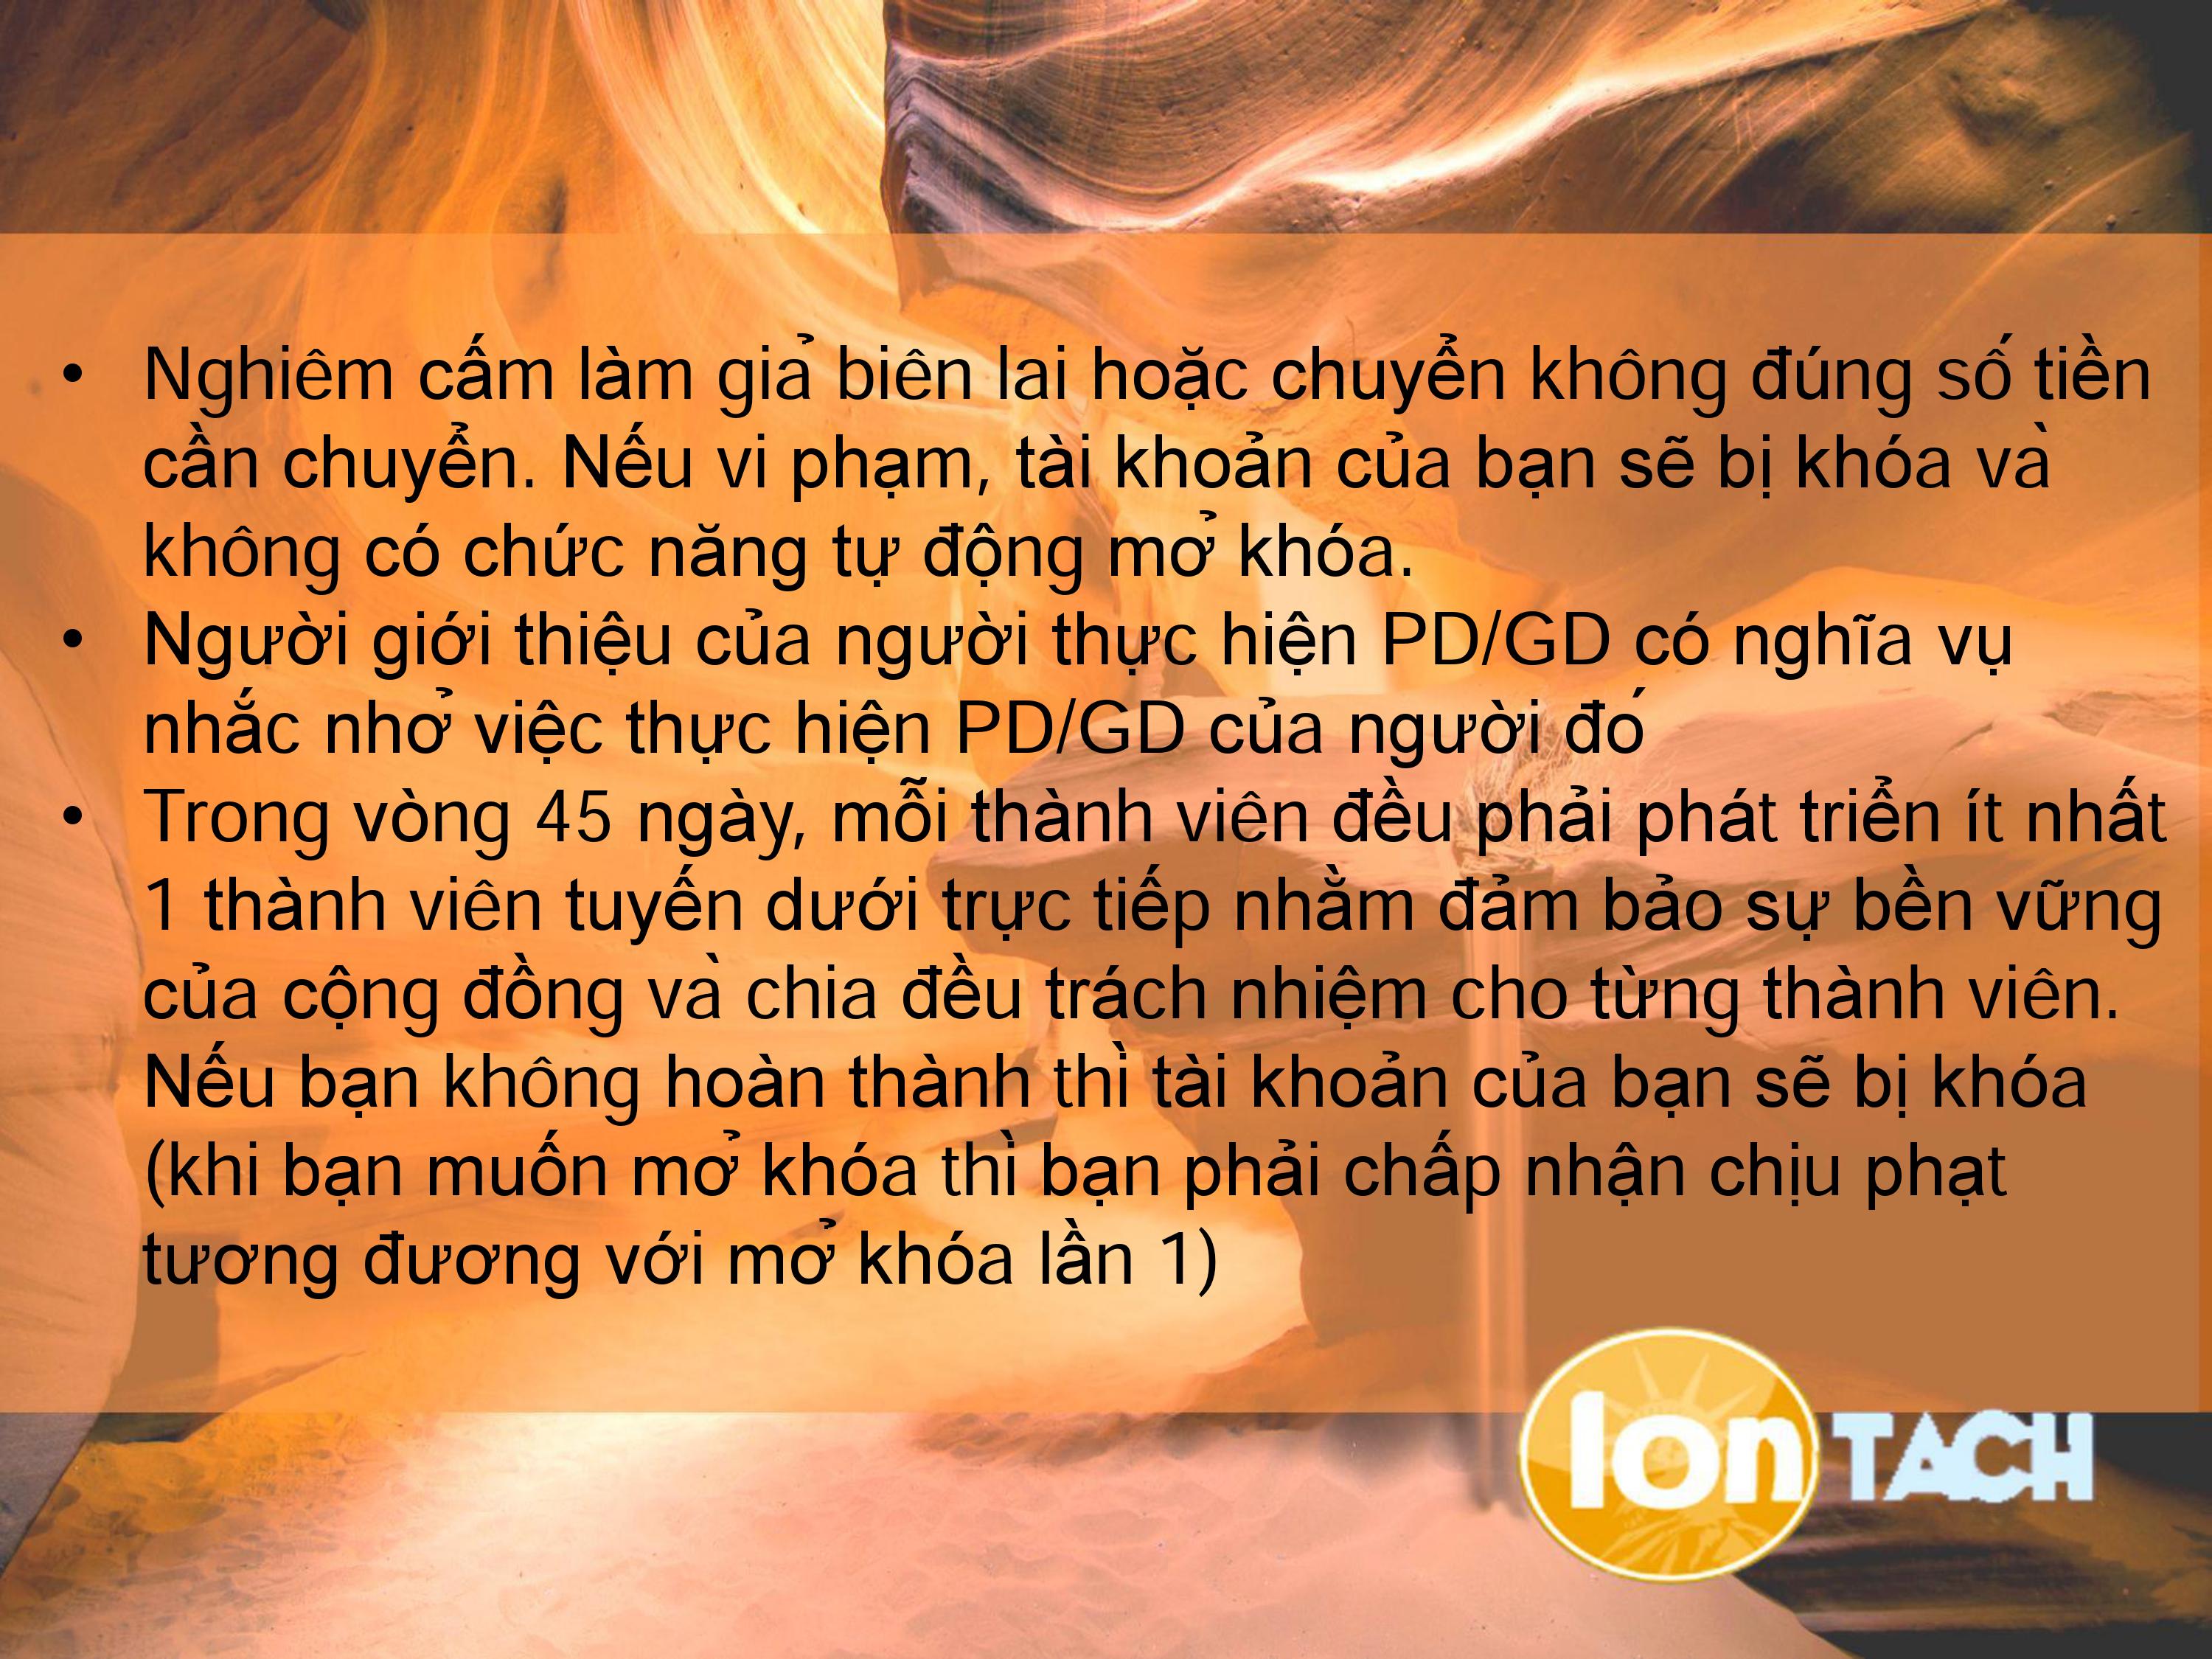 • Nghiêm cấm làm giả biên lai hoặc chuyển không đúng số tiền
cần chuyển. Nếu vi phạm, tài khoản của bạn sẽ bị khóa và
không có chức năng tự động mở khóa.
• Người giới thiệu của người thực hiện PD/GD có nghĩa vụ
nhắc nhở việc thực hiện PD/GD của người đó
• Trong vòng 45 ngày, mỗi thành viên đều phải phát triển ít nhất
1 thành viên tuyến dưới trực tiếp nhằm đảm bảo sự bền vững
của cộng đồng và chia đều trách nhiệm cho từng thành viên.
Nếu bạn không hoàn thành thì tài khoản của bạn sẽ bị khóa
(khi bạn muốn mở khóa thì bạn phải chấp nhận chịu phạt
tương đương với mở khóa lần 1)
Ion TACH